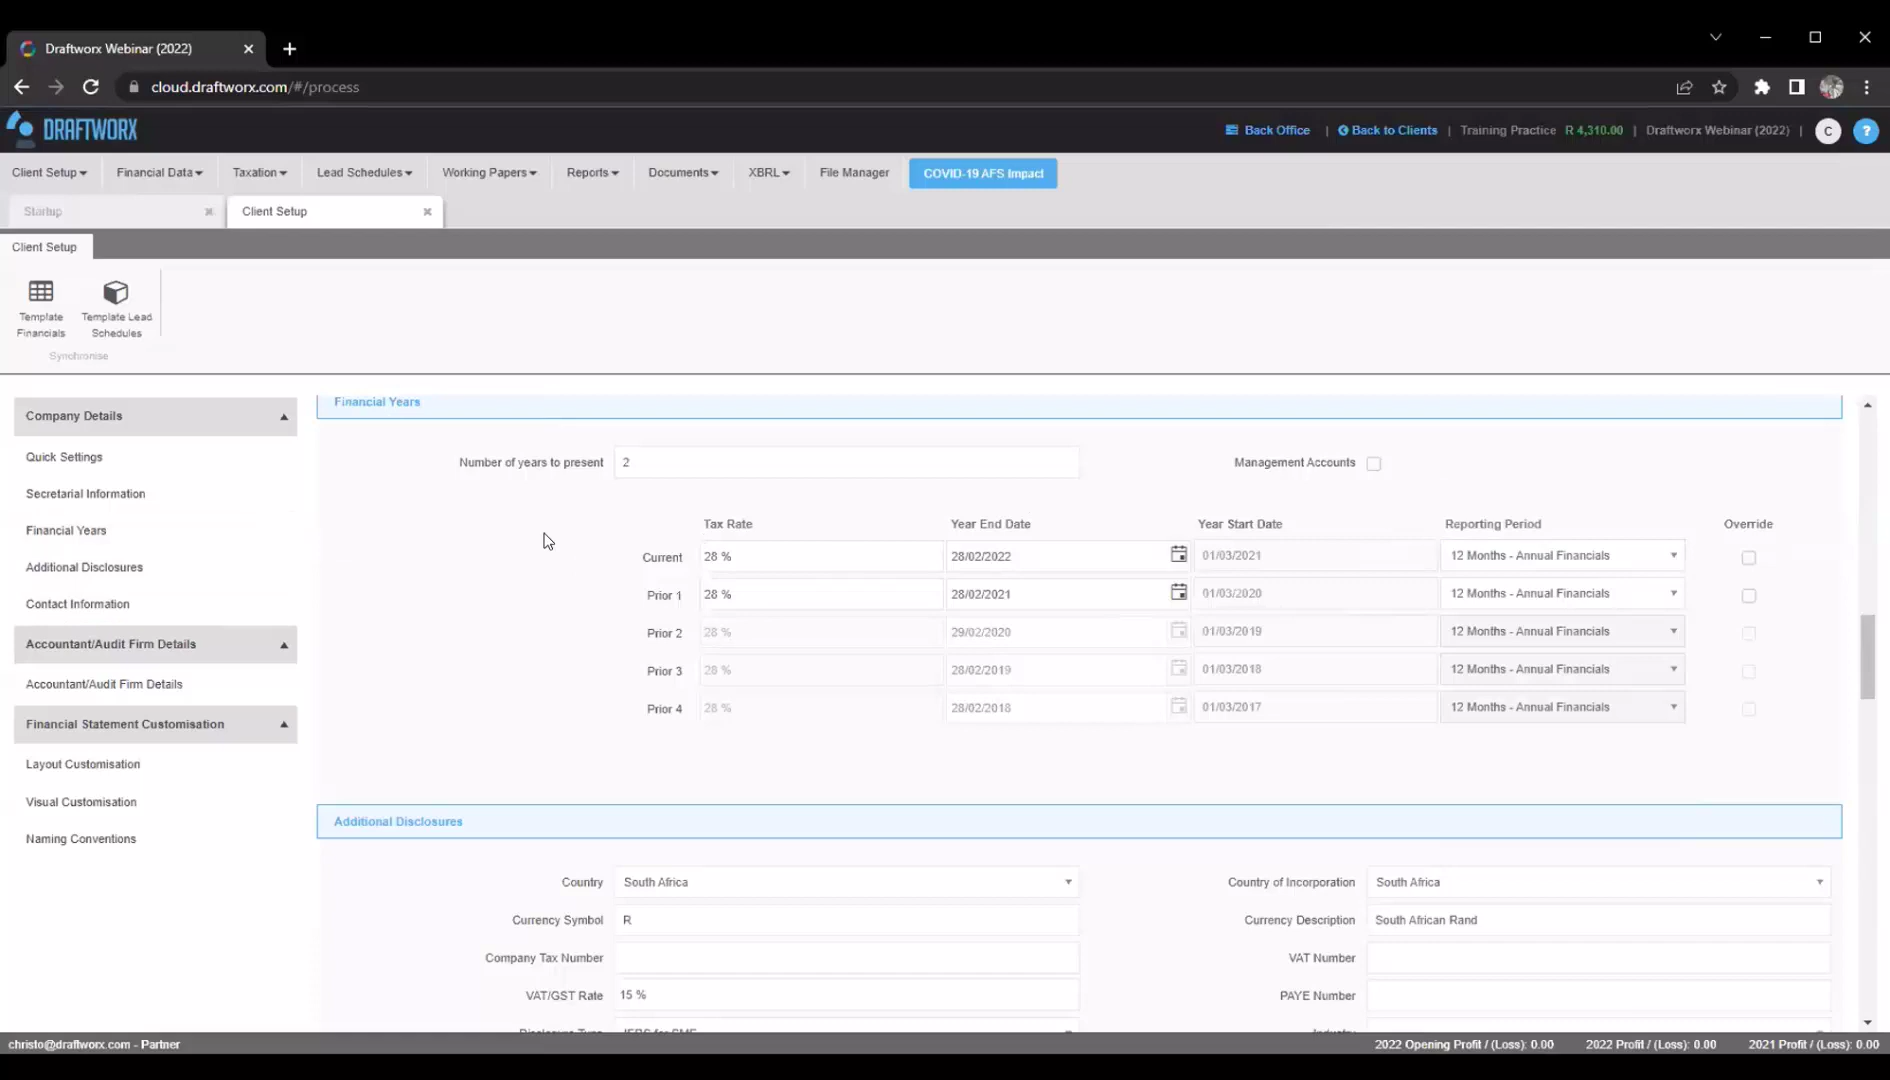 Draftworx Webinar (2022)
cloud.draftworx.com/#/process
DRAFTWORX
Back Office | Back to Clients | Training Practice R 4,310.00 | Draftworx Webinar (2022) | C ?
Client Setup Financial Data Taxation Lead Schedules Working Papers Reports Documents XBRL File Manager COVID-19 AFS Impact
Startup Client Setup
Client Setup
Template Financials
Template Lead Schedules
Synchronise
Company Details
Quick Settings
Secretarial Information
Financial Years
Additional Disclosures
Contact Information
Accountant/Audit Firm Details
Accountant/Audit Firm Details
Financial Statement Customisation
Layout Customisation
Visual Customisation
Naming Conventions
Financial Years
Number of years to present 2 Management Accounts
Tax Rate Year End Date Year Start Date Reporting Period Override
Current 28 % 28/02/2022 01/03/2021 12 Months - Annual Financials
Prior 1 28 % 28/02/2021 01/03/2020 12 Months - Annual Financials
Prior 2 28 % 29/02/2020 01/03/2019 12 Months - Annual Financials
Prior 3 28 % 28/02/2019 01/03/2018 12 Months - Annual Financials
Prior 4 28 % 28/02/2018 01/03/2017 12 Months - Annual Financials
Additional Disclosures
Country South Africa Country of Incorporation South Africa
Currency Symbol R Currency Description South African Rand
Company Tax Number VAT Number
VAT/GST Rate 15 % PAYE Number
Disclosure Type IFRS for SME Industry
christo@draftworx.com - Partner 2022 Opening Profit / (Loss): 0.00 2022 Profit / (Loss): 0.00 2021 Profit / (Loss): 0.00